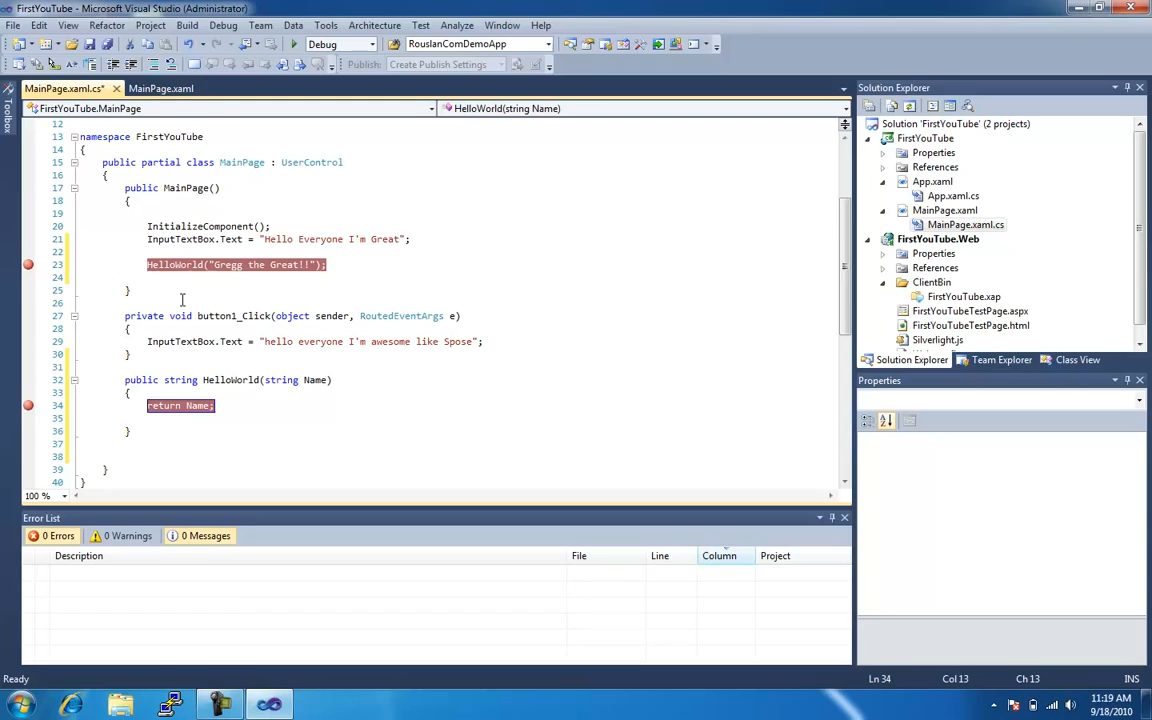 FirstYouTube - Microsoft Visual Studio (Administrator)
File Edit View Refactor Project Build Debug Team Data Tools Architecture Test Analyze Window Help
Debug RouslanComDemoApp
Publish: Create Publish Settings
MainPage.xaml.cs* MainPage.xaml
FirstYouTube.MainPage HelloWorld(string Name)
Toolbox
12
13 namespace FirstYouTube
14 {
15 public partial class MainPage : UserControl
16 {
17 public MainPage()
18 {
19
20 InitializeComponent();
21 InputTextBox.Text = "Hello Everyone I'm Great";
22
23 HelloWorld("Gregg the Great!!");
24
25 }
26
27 private void button1_Click(object sender, RoutedEventArgs e)
28 {
29 InputTextBox.Text = "hello everyone I'm awesome like Spose";
30 }
31
32 public string HelloWorld(string Name)
33 {
34 return Name;
35
36 }
37
38
39 }
40 }
100 %
Error List
0 Errors 0 Warnings 0 Messages
Description File Line Column Project
Solution Explorer
Solution 'FirstYouTube' (2 projects)
FirstYouTube
Properties
References
App.xaml
App.xaml.cs
MainPage.xaml
MainPage.xaml.cs
FirstYouTube.Web
Properties
References
ClientBin
FirstYouTube.xap
FirstYouTubeTestPage.aspx
FirstYouTubeTestPage.html
Silverlight.js
Solution Explorer Team Explorer Class View
Properties
Ready Ln 34 Col 13 Ch 13 INS
11:19 AM
9/18/2010